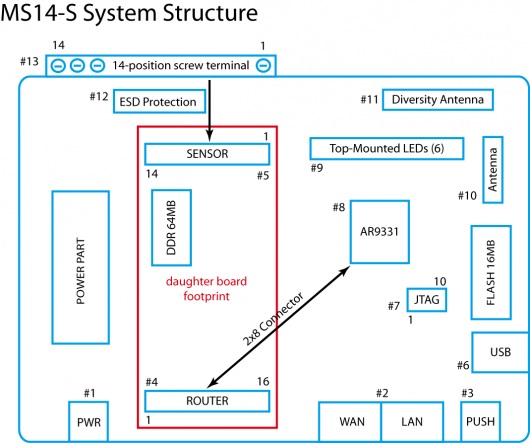 MS14-S System Structure
14
1
#13
14-position screw terminal
#12
ESD Protection
#11
Diversity Antenna
1
SENSOR
14
#5
Top-Mounted LEDs (6)
#9
Antenna
#10
POWER PART
DDR 64MB
#8
AR9331
FLASH 16MB
daughter board
footprint
10
#7
JTAG
1
2x8 Connector
USB
#6
#1
PWR
#4
16
ROUTER
1
#2
WAN
LAN
#3
PUSH